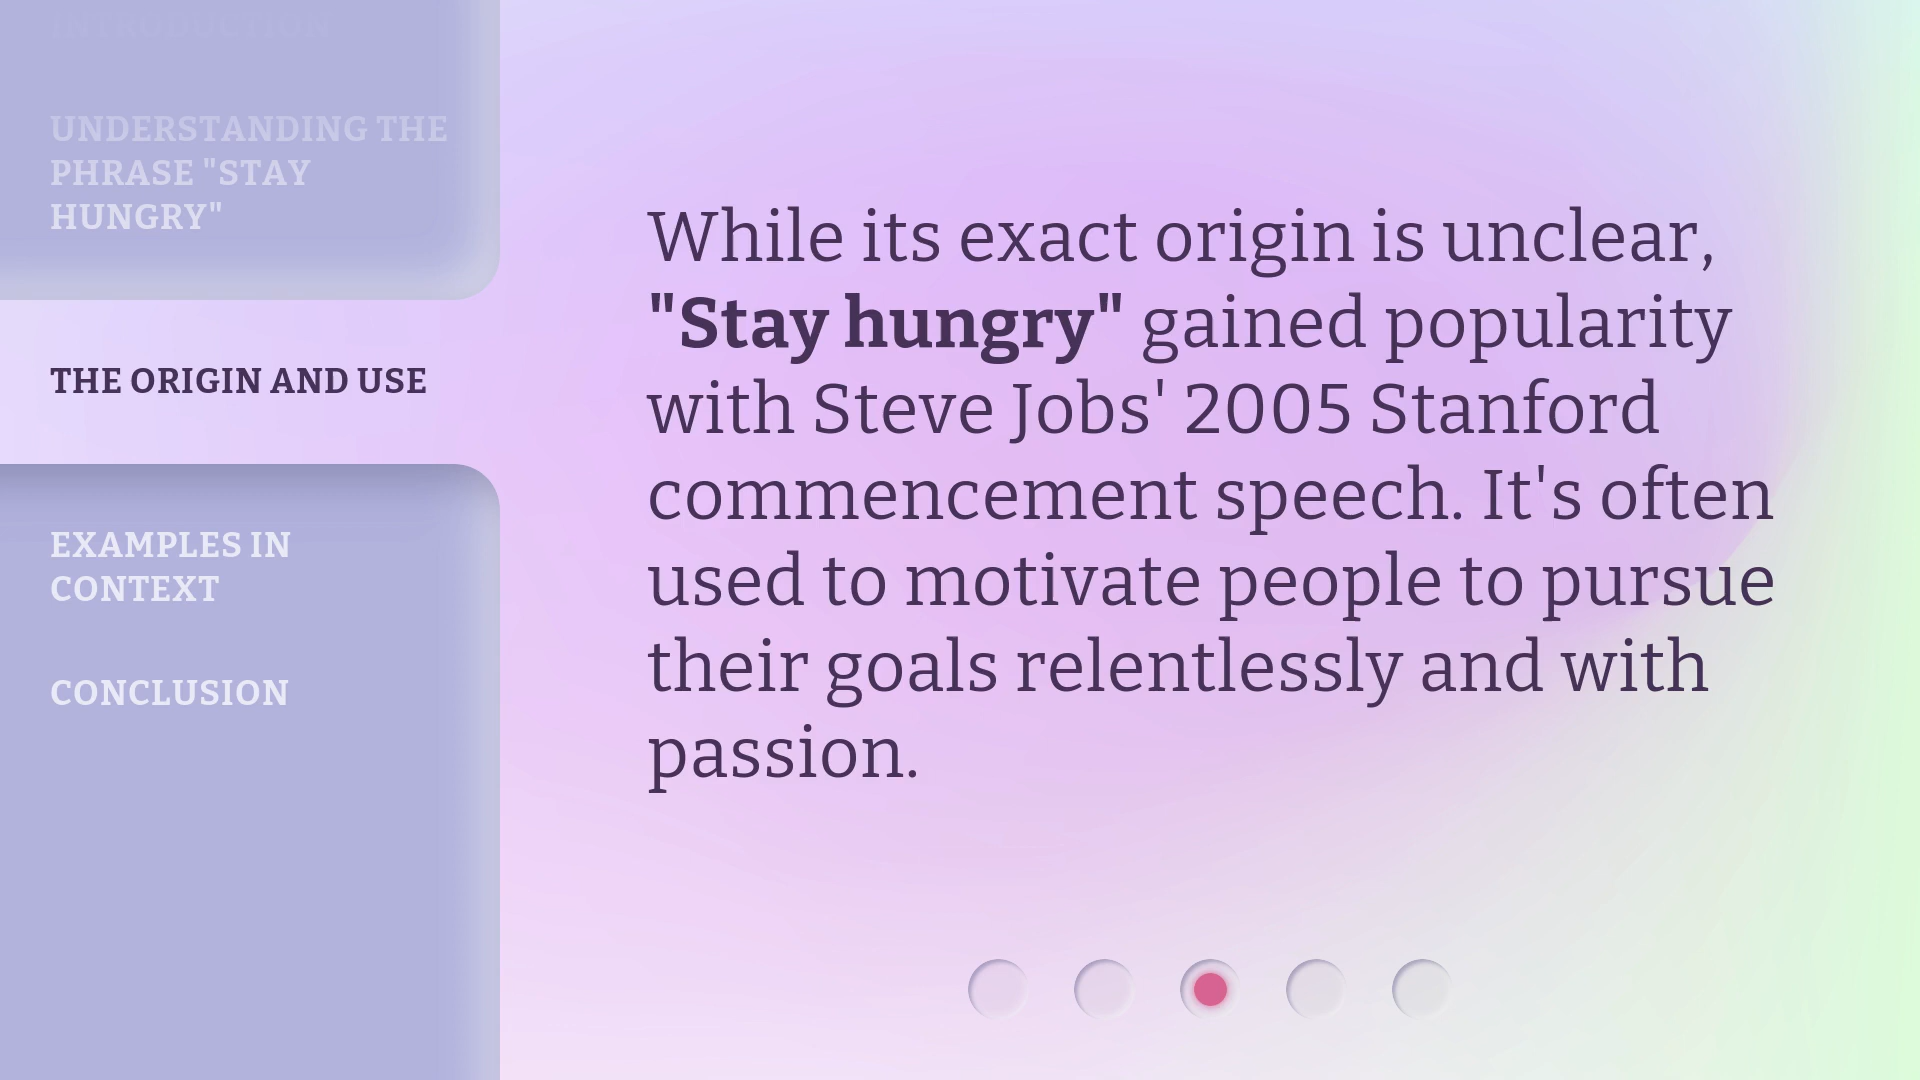 INTRODUCTION
UNDERSTANDING THE
PHRASE "STAY
HUNGRY"
THE ORIGIN AND USE
EXAMPLES IN
CONTEXT
CONCLUSION
While its exact origin is unclear,
"Stay hungry" gained popularity
with Steve Jobs' 2005 Stanford
commencement speech. It's often
used to motivate people to pursue
their goals relentlessly and with
passion.